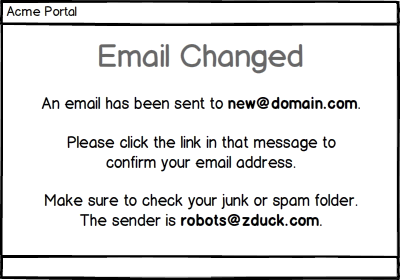 Acme Portal
Email Changed
An email has been sent to new@domain.com.
Please click the link in that message to
confirm your email address.
Make sure to check your junk or spam folder.
The sender is robots@zduck.com.